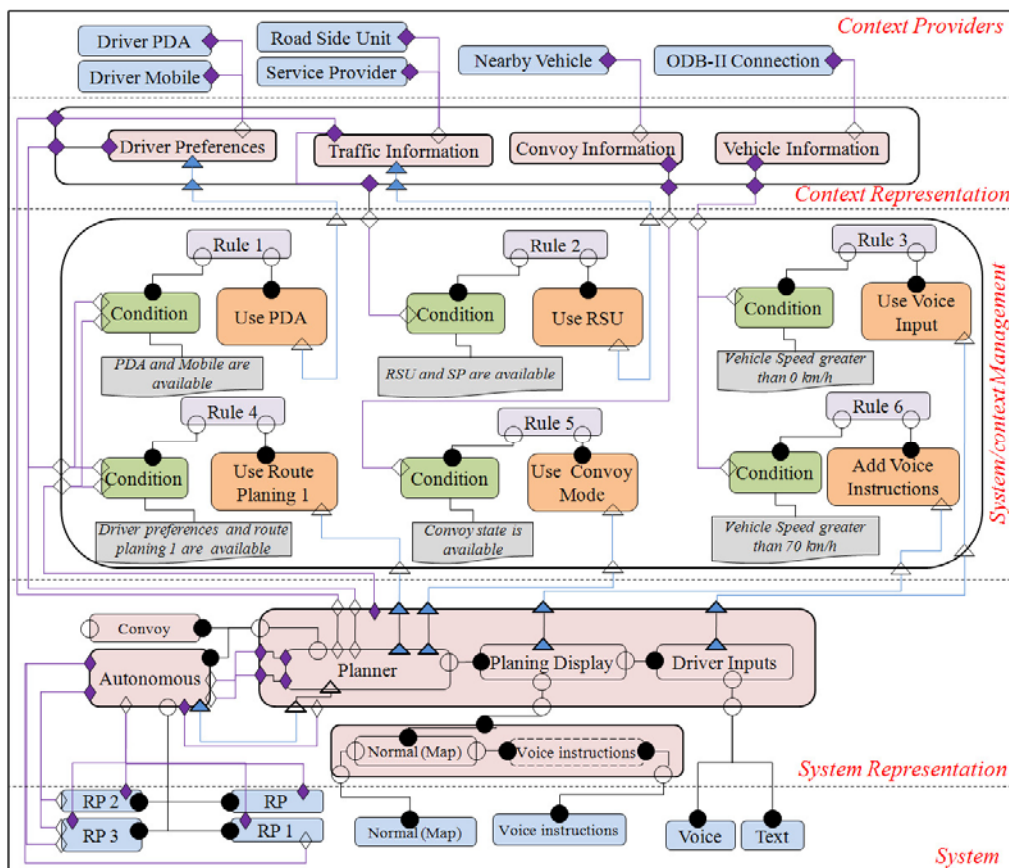 Context Providers
Driver PDA
Road Side Unit
Driver Mobile
Service Provider
Nearby Vehicle
ODB-II Connection
Driver Preferences
Traffic Information
Convoy Information
Vehicle Information
Context Representation
System/context Management
Rule 1
Condition
Use PDA
PDA and Mobile are
available
Rule 2
Condition
Use RSU
RSU and SP are available
Rule 3
Condition
Use Voice
Input
Vehicle Speed greater
than 0 km/h
Rule 4
Condition
Use Route
Planing 1
Driver preferences and route
planing 1 are available
Rule 5
Condition
Use Convoy
Mode
Convoy state is
available
Rule 6
Condition
Add Voice
Instructions
Vehicle Speed greater
than 70 km/h
Convoy
Autonomous
Planner
Planing Display
Driver Inputs
Normal (Map)
Voice instructions
System Representation
RP 2
RP
RP 3
RP 1
Normal (Map)
Voice instructions
Voice
Text
System